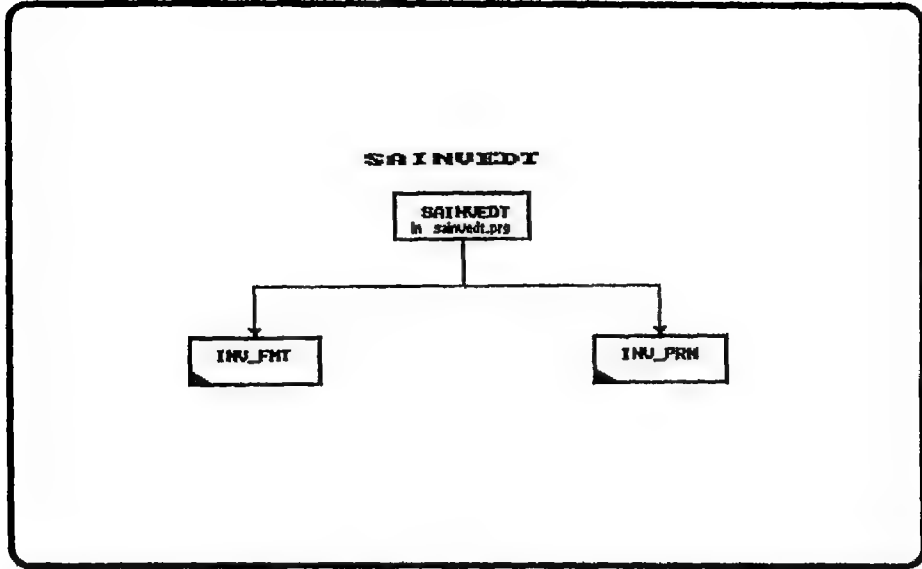 SAINVEDT
SAINVEDT
In sainvedt.prg
INV_FMT
INV_PRN